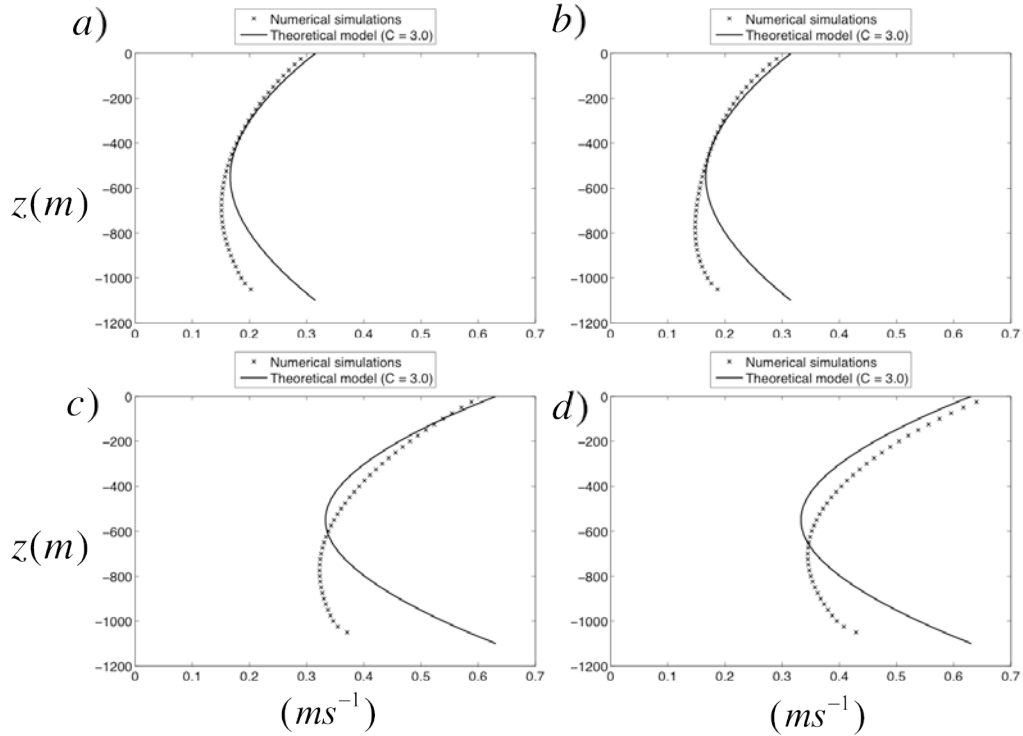 a)
× Numerical simulations
Theoretical model (C = 3.0)
0
−200
−400
−600
−800
−1000
−1200
z(m)
0 0.1 0.2 0.3 0.4 0.5 0.6 0.7
b)
× Numerical simulations
Theoretical model (C = 3.0)
0
−200
−400
−600
−800
−1000
−1200
0 0.1 0.2 0.3 0.4 0.5 0.6 0.7
c)
× Numerical simulations
Theoretical model (C = 3.0)
0
−200
−400
−600
−800
−1000
−1200
z(m)
0 0.1 0.2 0.3 0.4 0.5 0.6 0.7
(ms⁻¹)
d)
× Numerical simulations
Theoretical model (C = 3.0)
0
−200
−400
−600
−800
−1000
−1200
0 0.1 0.2 0.3 0.4 0.5 0.6 0.7
(ms⁻¹)